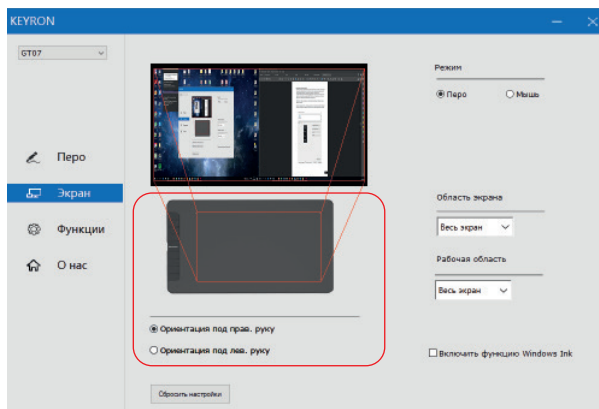 KEYRON
GT07
Перо
Экран
Функции
О нас
Ориентация под прав. руку
Ориентация под лев. руку
Сбросить настройки
Режим
Перо
Мышь
Область экрана
Весь экран
Рабочая область
Весь экран
Включить функцию Windows Ink